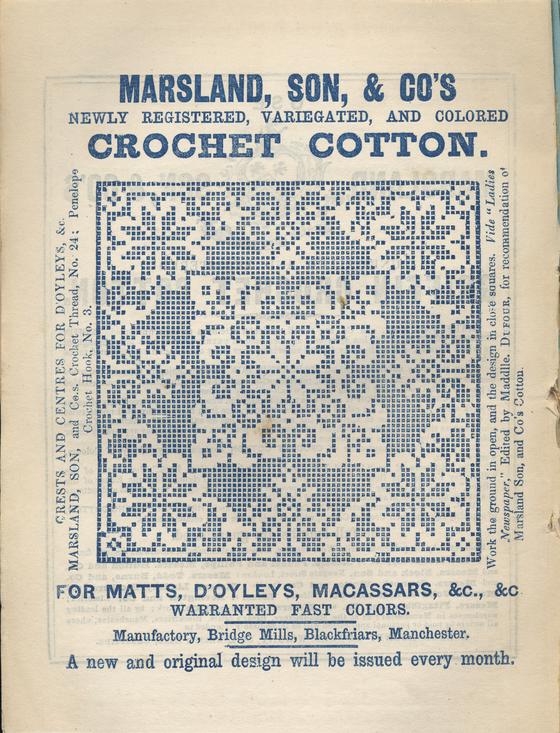 MARSLAND, SON, & CO'S
NEWLY REGISTERED, VARIEGATED, AND COLORED
CROCHET COTTON.
CRESTS AND CENTRES FOR D'OYLEYS, &c.
MARSLAND, SON, and Co.s. Crochet Thread, No. 24; Penelope
Crochet Hook, No. 3.
Work the ground in open, and the design in close squares. Vide "Ladies
Newspaper," Edited by Maddlle. DUFOUR, for recommendation of
Marsland Son, and Co's Cotton.
FOR MATTS, D'OYLEYS, MACASSARS, &c., &c
WARRANTED FAST COLORS.
Manufactory, Bridge Mills, Blackfriars, Manchester.
A new and original design will be issued every month.